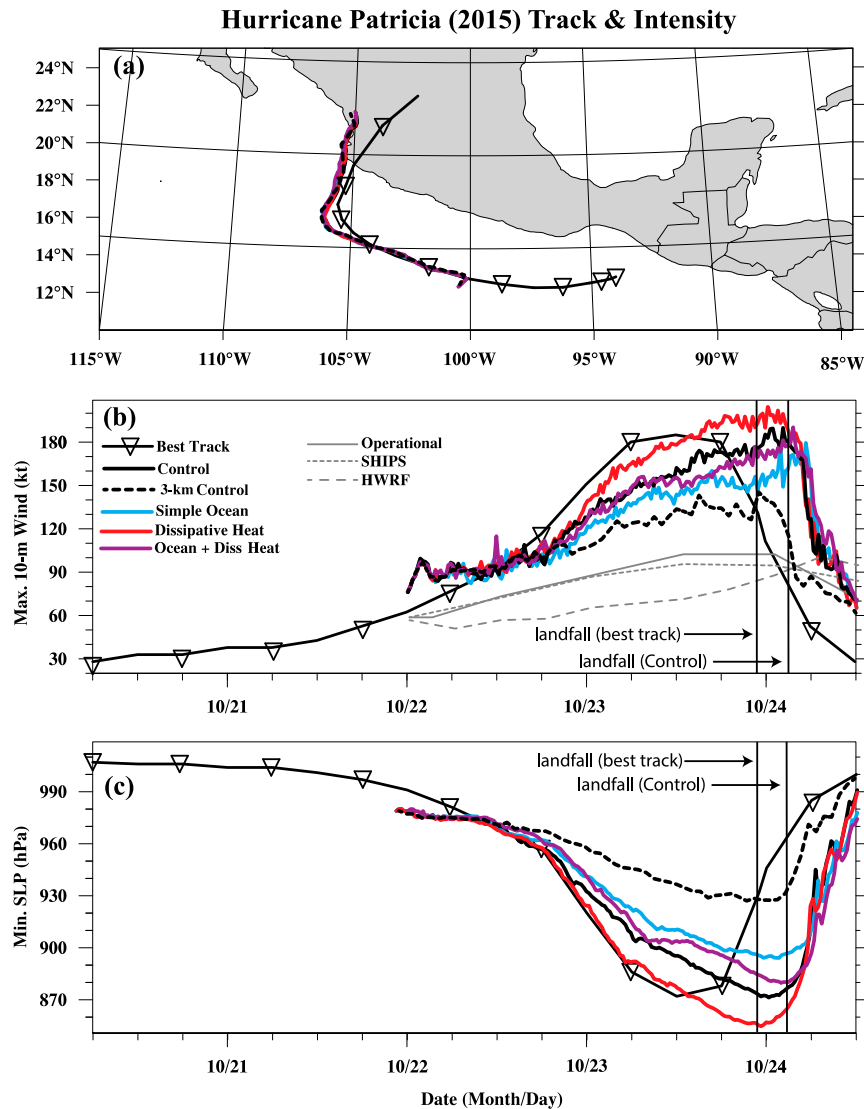 Hurricane Patricia (2015) Track & Intensity
(a)
24°N
22°N
20°N
18°N
16°N
14°N
12°N
115°W
110°W
105°W
100°W
95°W
90°W
85°W
(b)
Best Track
Control
3-km Control
Simple Ocean
Dissipative Heat
Ocean + Diss Heat
Operational
SHIPS
HWRF
Max. 10-m Wind (kt)
180
150
120
90
60
30
landfall (best track)
landfall (Control)
10/21
10/22
10/23
10/24
(c)
landfall (best track)
landfall (Control)
Min. SLP (hPa)
990
960
930
900
870
10/21
10/22
10/23
10/24
Date (Month/Day)